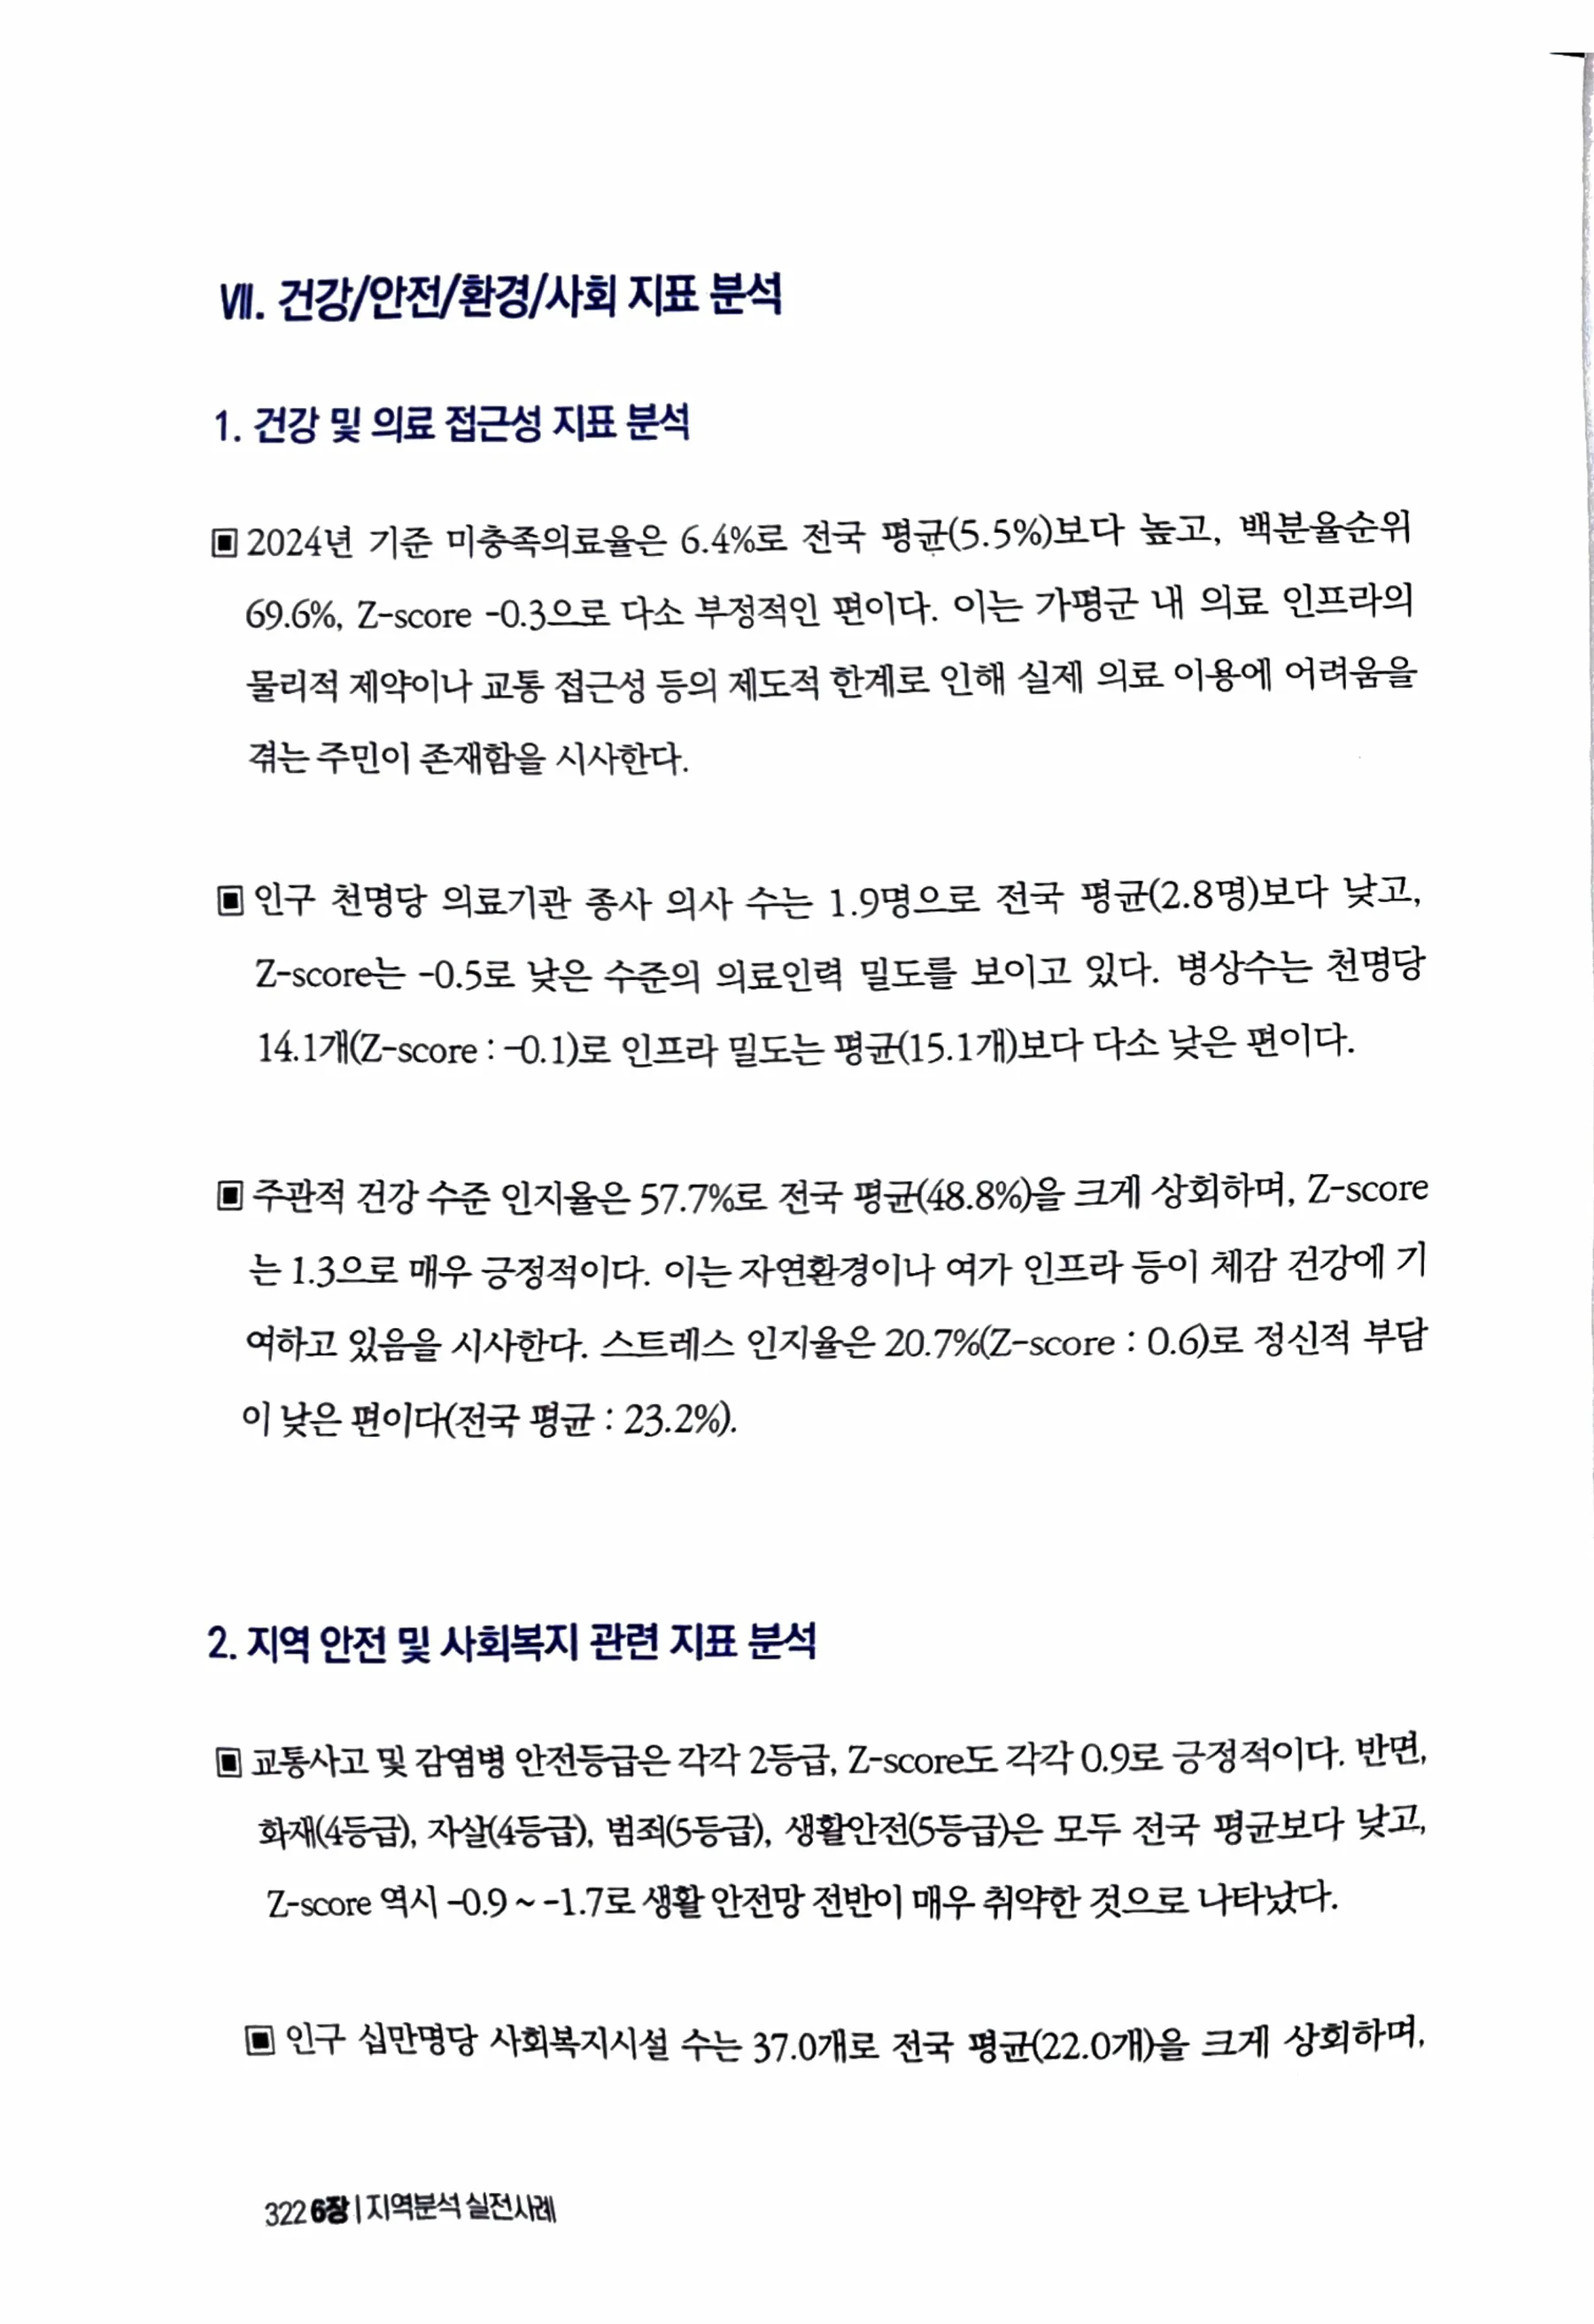 Ⅶ. 건강/안전/환경/사회 지표 분석
1. 건강 및 의료 접근성 지표 분석
▣ 2024년 기준 미충족의료율은 6.4%로 전국 평균(5.5%)보다 높고, 백분율순위
69.6%, Z-score -0.3으로 다소 부정적인 편이다. 이는 가평군 내 의료 인프라의
물리적 제약이나 교통 접근성 등의 제도적 한계로 인해 실제 의료 이용에 어려움을
겪는 주민이 존재함을 시사한다.
▣ 인구 천명당 의료기관 종사 의사 수는 1.9명으로 전국 평균(2.8명)보다 낮고,
Z-score는 -0.5로 낮은 수준의 의료인력 밀도를 보이고 있다. 병상수는 천명당
14.1개(Z-score : -0.1)로 인프라 밀도는 평균(15.1개)보다 다소 낮은 편이다.
▣ 주관적 건강 수준 인지율은 57.7%로 전국 평균(48.8%)을 크게 상회하며, Z-score
는 1.3으로 매우 긍정적이다. 이는 자연환경이나 여가 인프라 등이 체감 건강에 기
여하고 있음을 시사한다. 스트레스 인지율은 20.7%(Z-score : 0.6)로 정신적 부담
이 낮은 편이다(전국 평균 : 23.2%).
2. 지역 안전 및 사회복지 관련 지표 분석
▣ 교통사고 및 감염병 안전등급은 각각 2등급, Z-score도 각각 0.9로 긍정적이다. 반면,
화재(4등급), 자살(4등급), 범죄(5등급), 생활안전(5등급)은 모두 전국 평균보다 낮고,
Z-score 역시 -0.9 ~ -1.7로 생활 안전망 전반이 매우 취약한 것으로 나타났다.
▣ 인구 십만명당 사회복지시설 수는 37.0개로 전국 평균(22.0개)을 크게 상회하며,
322 6장 | 지역분석 실전사례